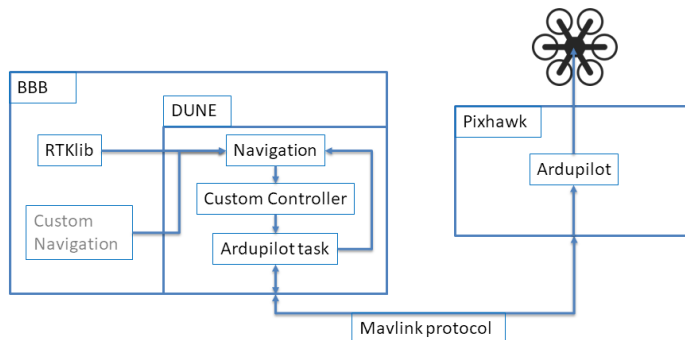 BBB
DUNE
Pixhawk
RTKlib
Navigation
Ardupilot
Custom Controller
Custom
Navigation
Ardupilot task
Mavlink protocol